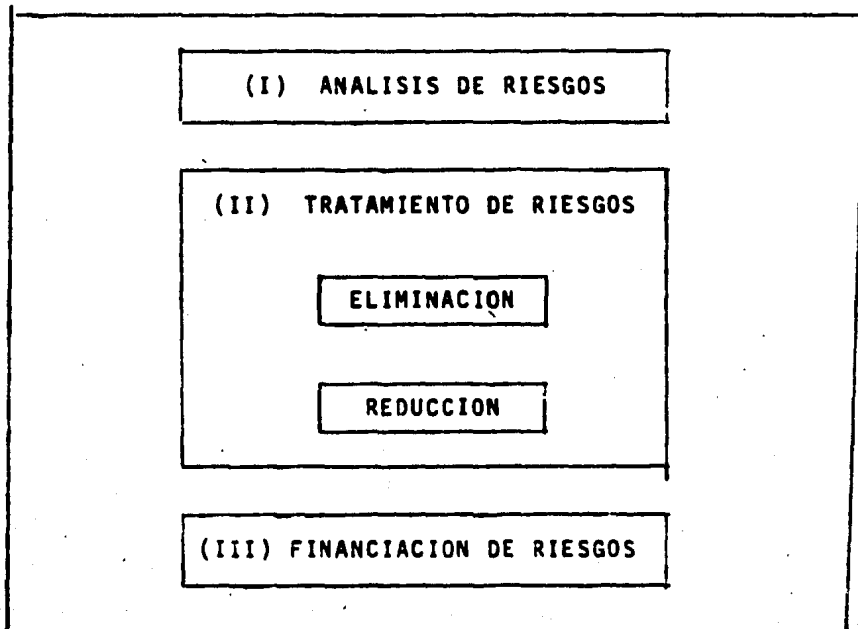 (I) ANALISIS DE RIESGOS
(II) TRATAMIENTO DE RIESGOS
ELIMINACION
REDUCCION
(III) FINANCIACION DE RIESGOS